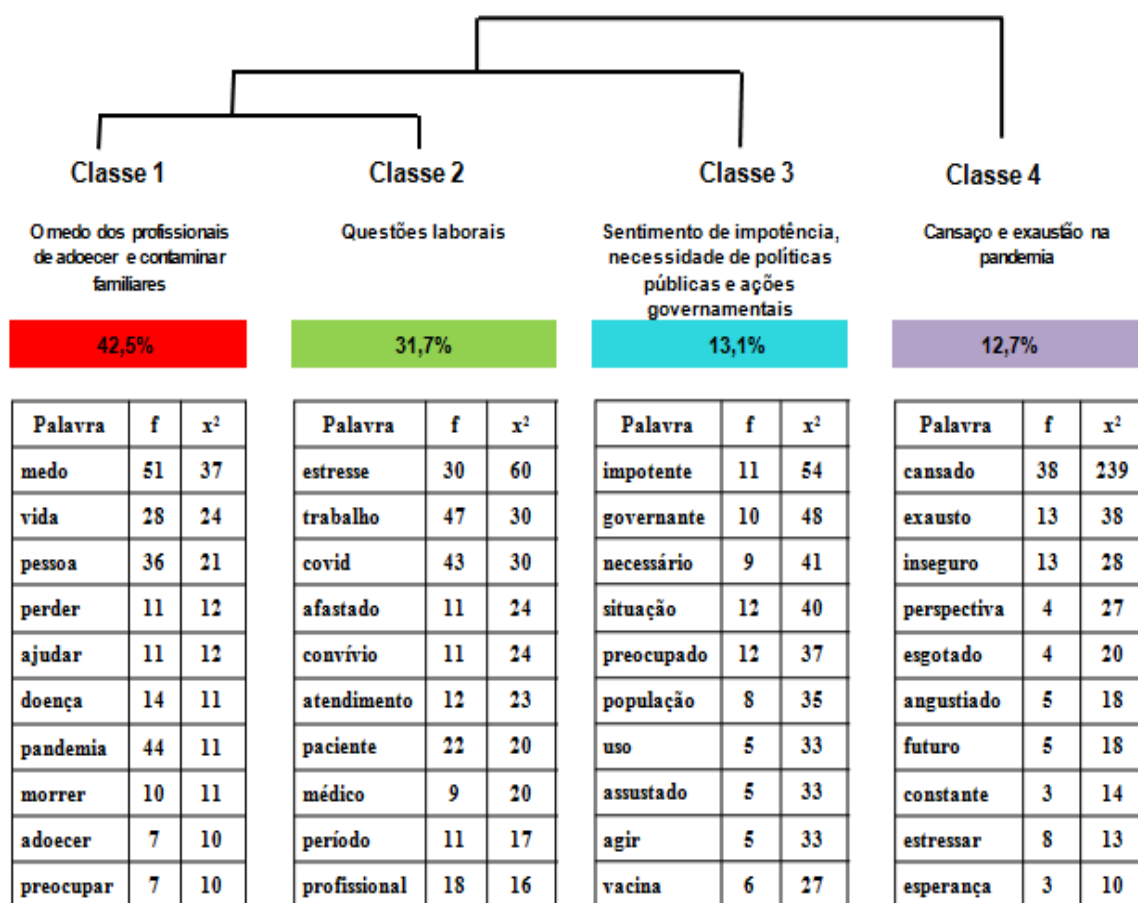 Classe 1
O medo dos profissionais
de adoecer e contaminar
familiares
42,5%
Palavra f x²
medo 51 37
vida 28 24
pessoa 36 21
perder 11 12
ajudar 11 12
doença 14 11
pandemia 44 11
morrer 10 11
adoecer 7 10
preocupar 7 10
Classe 2
Questões laborais
31,7%
Palavra f x²
estresse 30 60
trabalho 47 30
covid 43 30
afastado 11 24
convívio 11 24
atendimento 12 23
paciente 22 20
médico 9 20
período 11 17
profissional 18 16
Classe 3
Sentimento de impotência,
necessidade de políticas
públicas e ações
governamentais
13,1%
Palavra f x²
impotente 11 54
governante 10 48
necessário 9 41
situação 12 40
preocupado 12 37
população 8 35
uso 5 33
assustado 5 33
agir 5 33
vacina 6 27
Classe 4
Cansaço e exaustão na
pandemia
12,7%
Palavra f x²
cansado 38 239
exausto 13 38
inseguro 13 28
perspectiva 4 27
esgotado 4 20
angustiado 5 18
futuro 5 18
constante 3 14
estressar 8 13
esperança 3 10